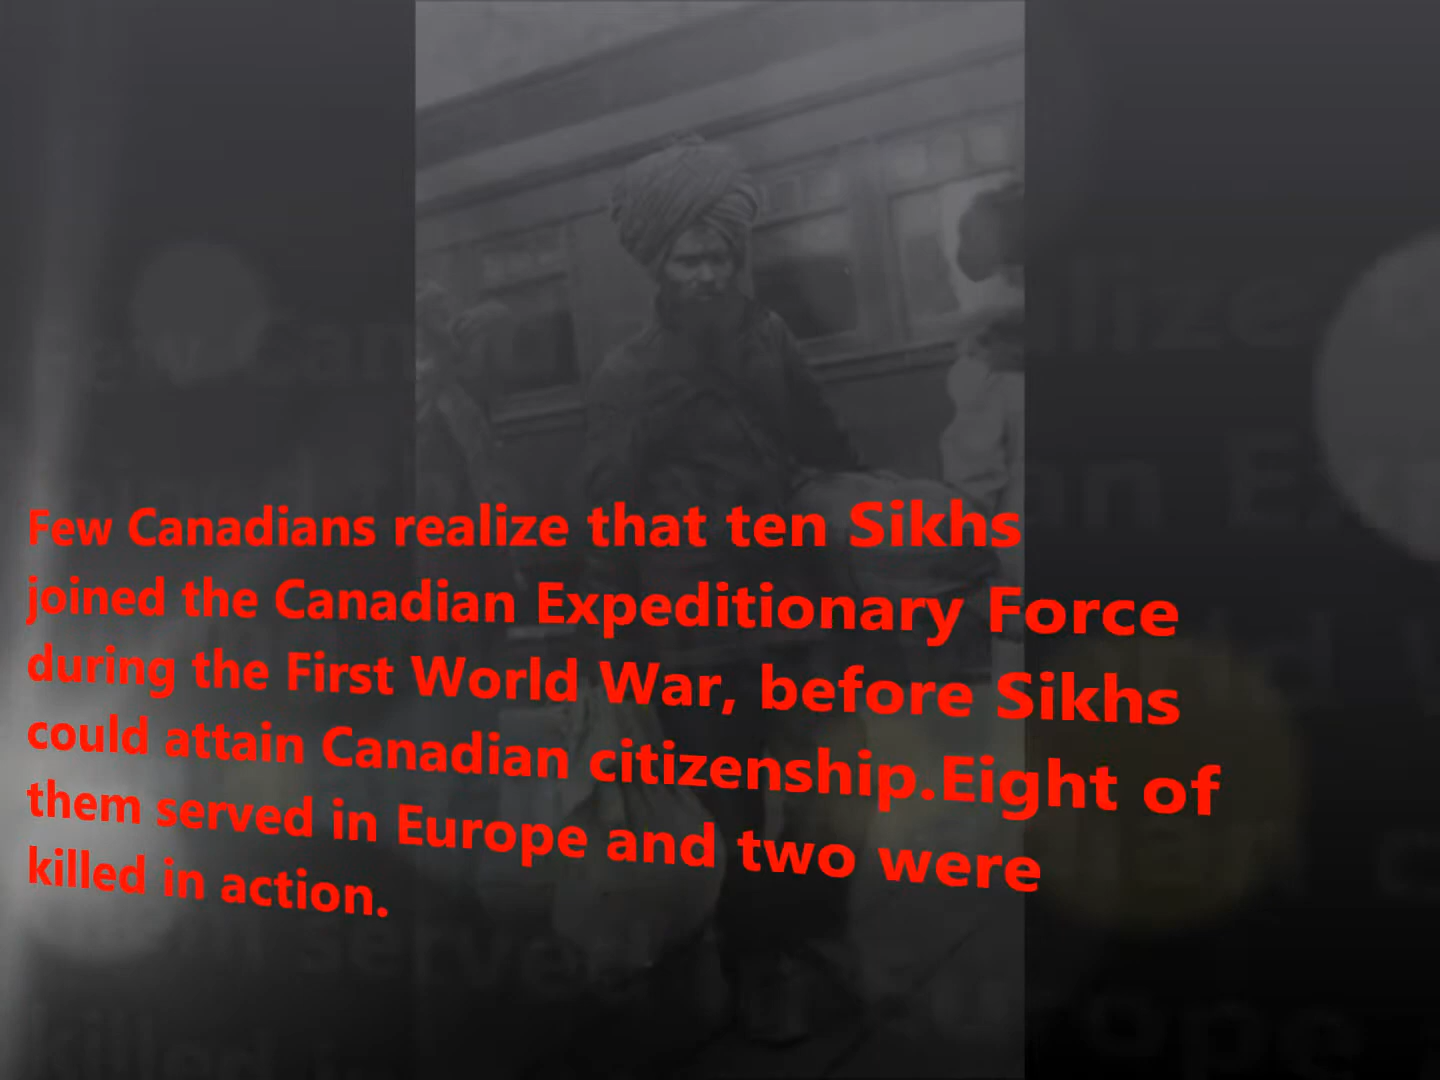 Few Canadians realize that ten Sikhs
joined the Canadian Expeditionary Force
during the First World War, before Sikhs
could attain Canadian citizenship.Eight of
them served in Europe and two were
killed in action.